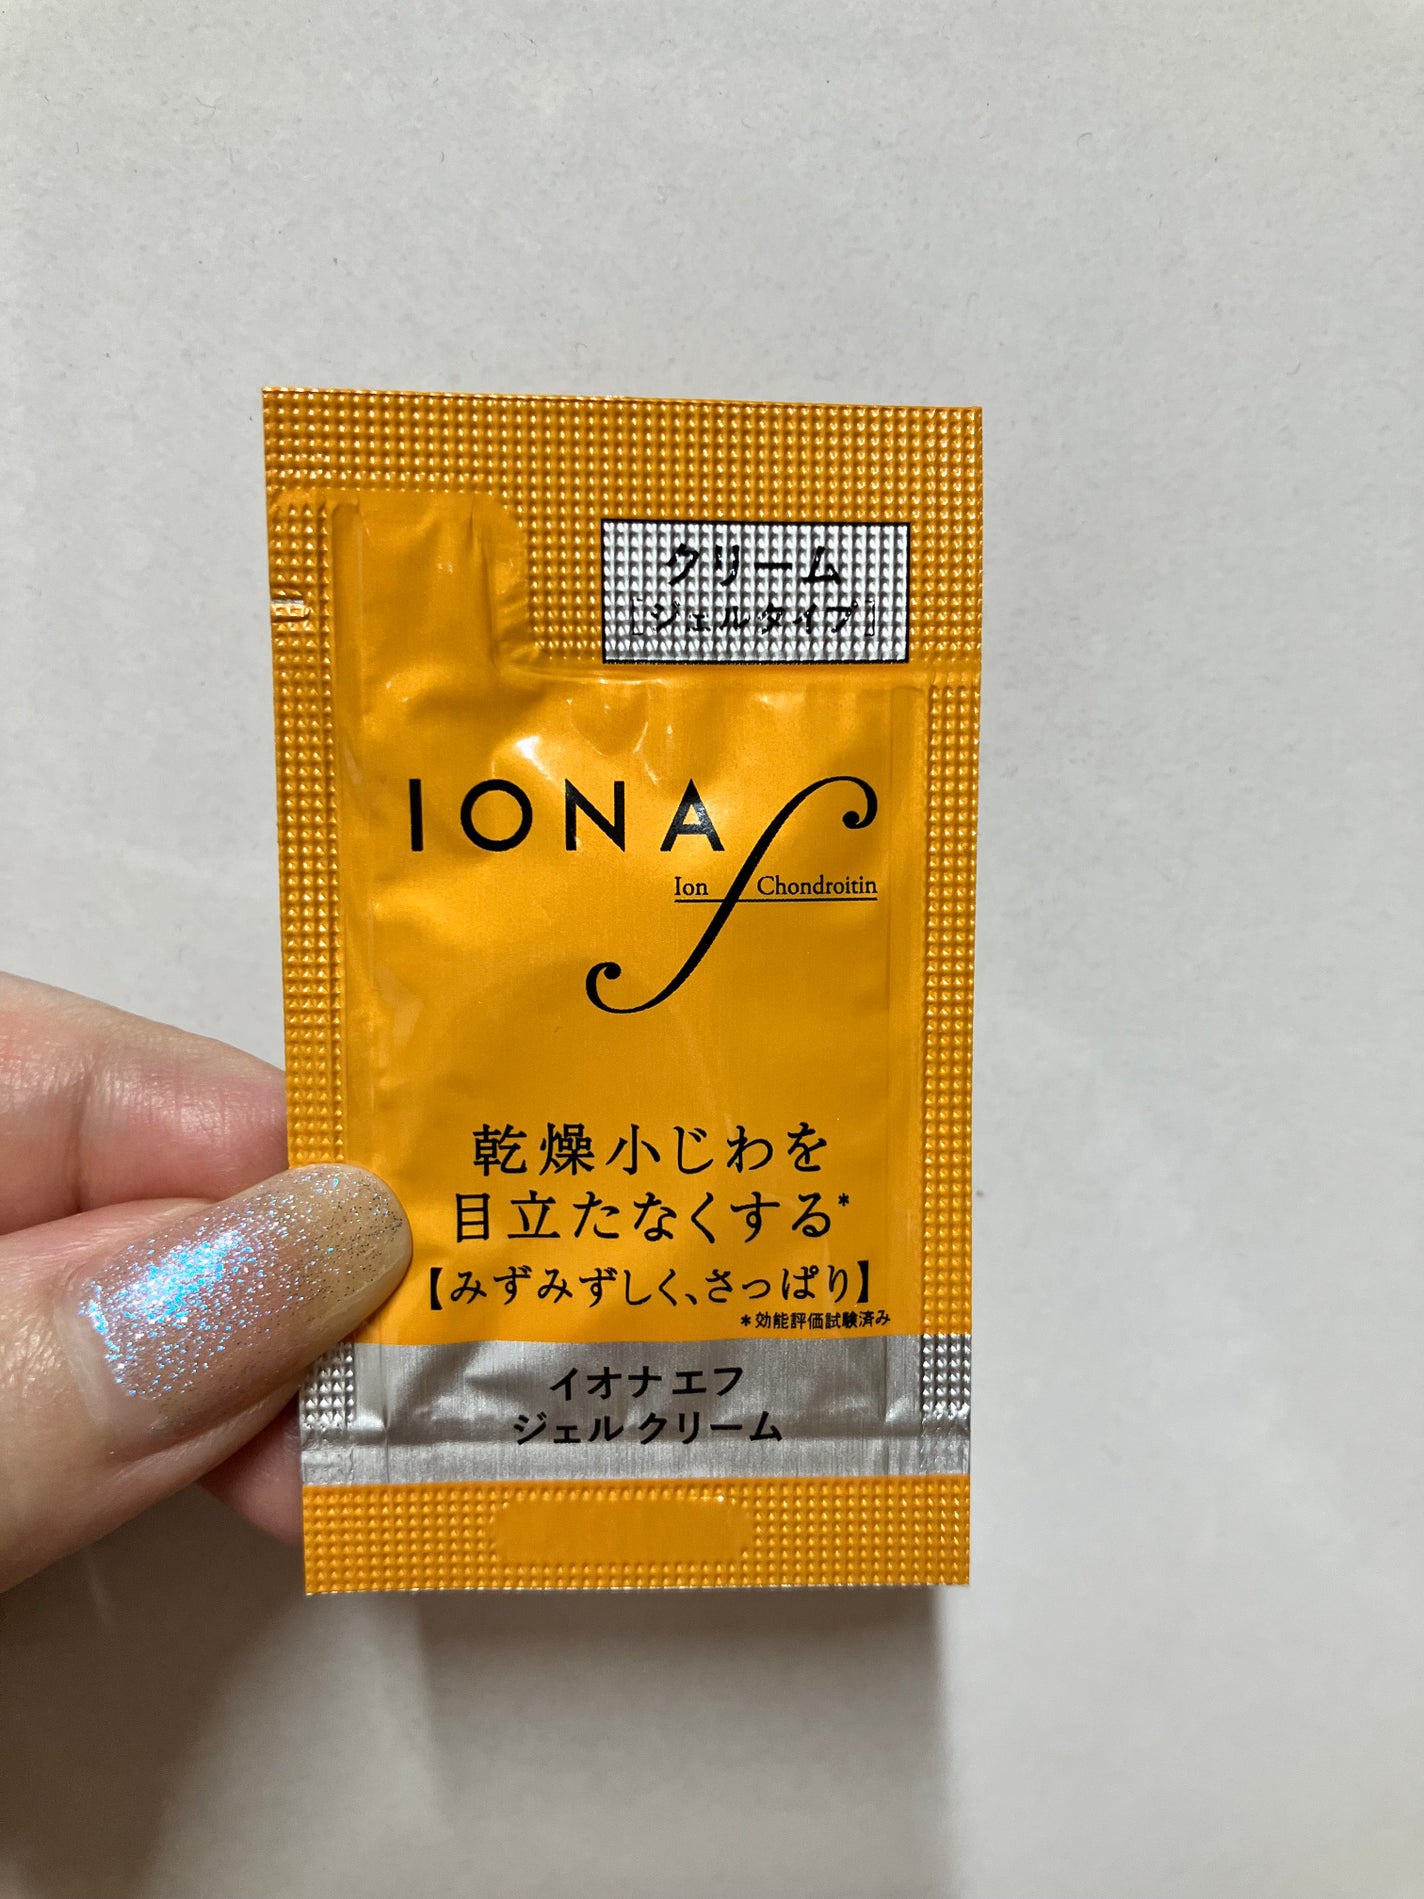 クリーム
[ジェルタイプ]
IONA f
Ion Chondroitin
乾燥小じわを
目立たなくする*
【みずみずしく、さっぱり】
*効能評価試験済み
イオナ エフ
ジェル クリーム